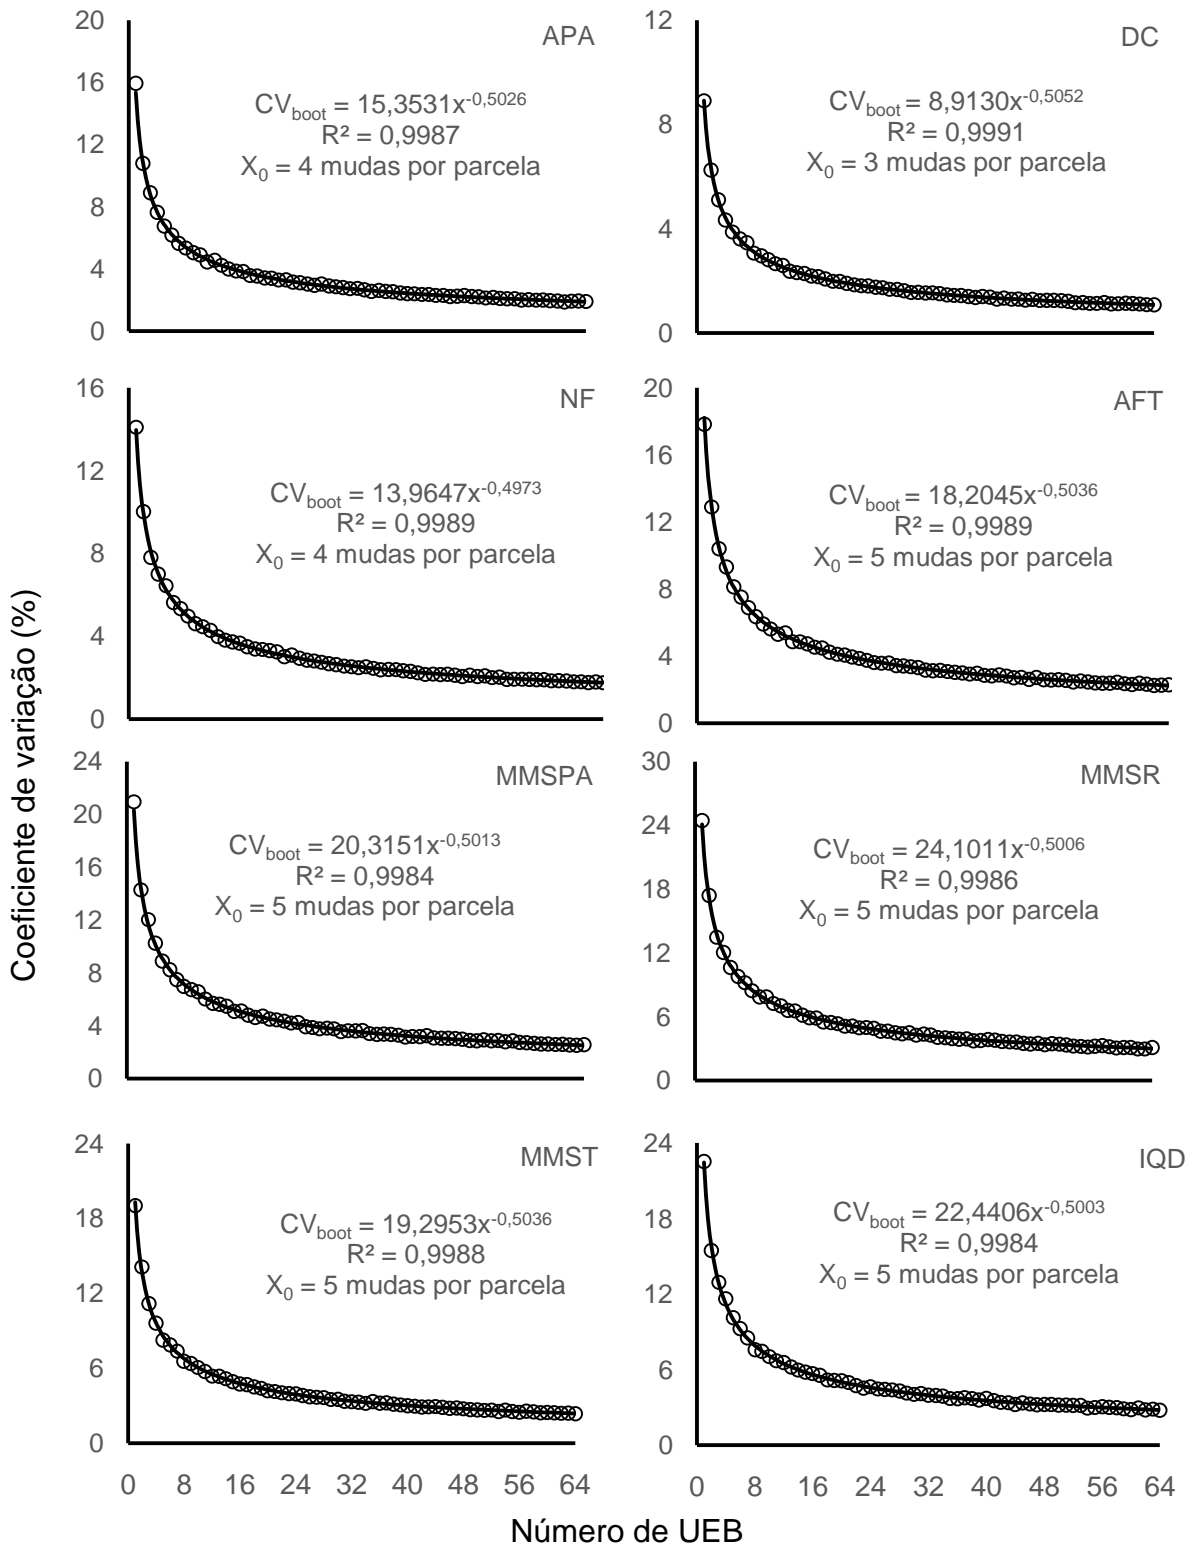 Coeficiente de variação (%)
20
16
12
8
4
0
APA
CV_boot = 15,3531x^-0,5026
R² = 0,9987
X_0 = 4 mudas por parcela
12
8
4
0
DC
CV_boot = 8,9130x^-0,5052
R² = 0,9991
X_0 = 3 mudas por parcela
16
12
8
4
0
NF
CV_boot = 13,9647x^-0,4973
R² = 0,9989
X_0 = 4 mudas por parcela
20
16
12
8
4
0
AFT
CV_boot = 18,2045x^-0,5036
R² = 0,9989
X_0 = 5 mudas por parcela
24
20
16
12
8
4
0
MMSPA
CV_boot = 20,3151x^-0,5013
R² = 0,9984
X_0 = 5 mudas por parcela
30
24
18
12
6
0
MMSR
CV_boot = 24,1011x^-0,5006
R² = 0,9986
X_0 = 5 mudas por parcela
24
18
12
6
0
MMST
CV_boot = 19,2953x^-0,5036
R² = 0,9988
X_0 = 5 mudas por parcela
0 8 16 24 32 40 48 56 64
24
18
12
6
0
IQD
CV_boot = 22,4406x^-0,5003
R² = 0,9984
X_0 = 5 mudas por parcela
0 8 16 24 32 40 48 56 64
Número de UEB